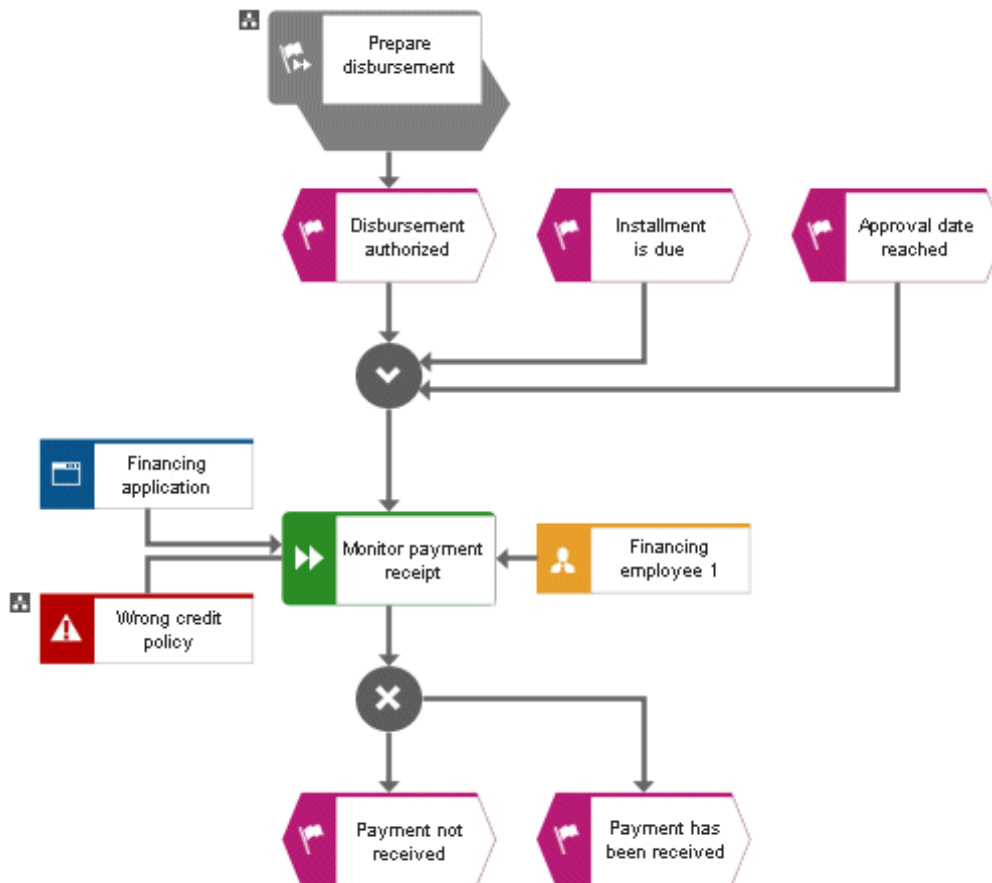 Prepare
disbursement
Disbursement
authorized
Installment
is due
Approval date
reached
Financing
application
Monitor payment
receipt
Financing
employee 1
Wrong credit
policy
Payment not
received
Payment has
been received